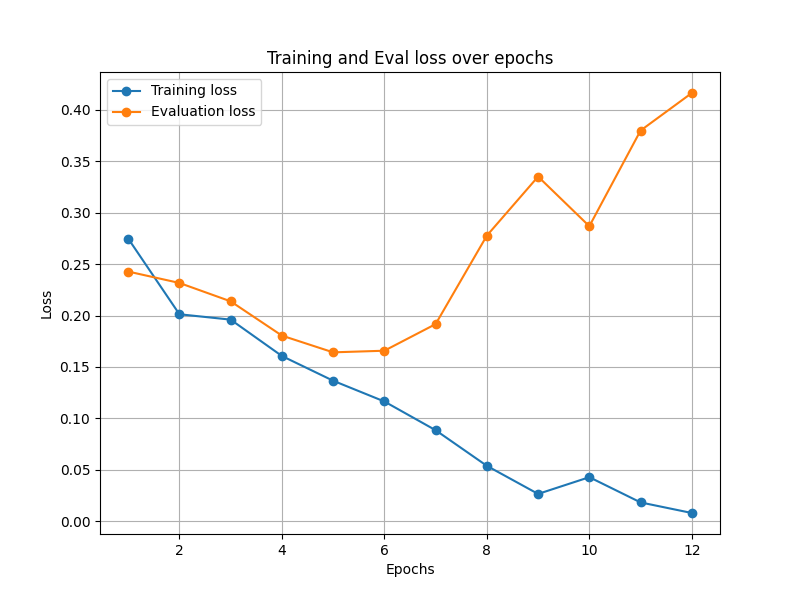 Training and Eval loss over epochs
Training loss
Evaluation loss
0.40
0.35
0.30
0.25
0.20
0.15
0.10
0.05
0.00
Loss
2 4 6 8 10 12
Epochs